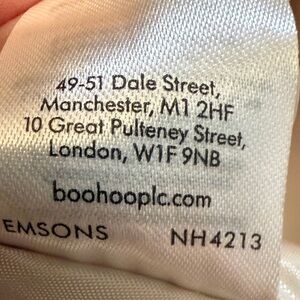 49-51 Dale Street,
Manchester, M1 2HF
10 Great Pulteney Street,
London, W1F 9NB
boohooplc.com
EMSONS NH4213